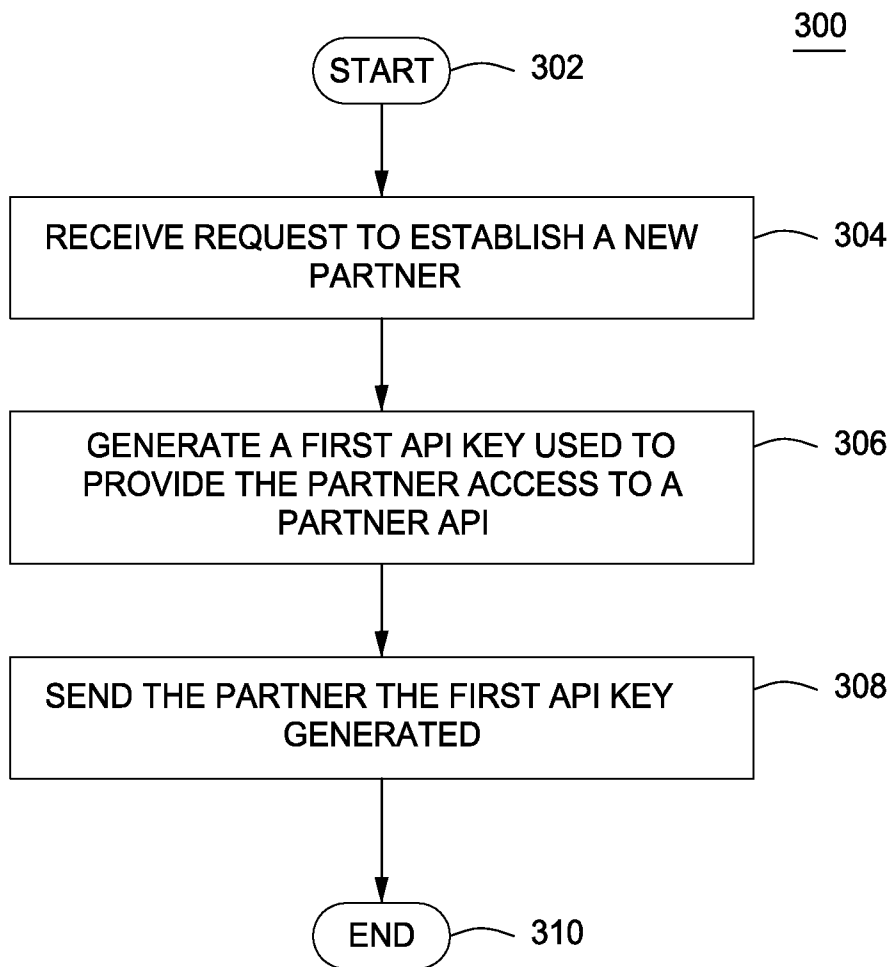 300
START
302
RECEIVE REQUEST TO ESTABLISH A NEW
PARTNER
304
GENERATE A FIRST API KEY USED TO
PROVIDE THE PARTNER ACCESS TO A
PARTNER API
306
SEND THE PARTNER THE FIRST API KEY
GENERATED
308
END
310